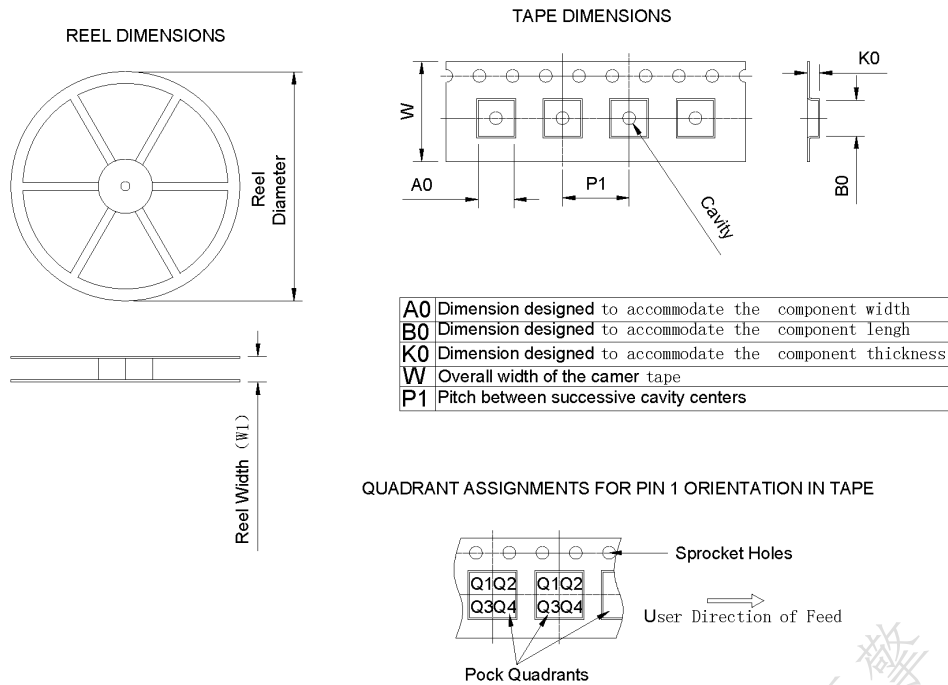 REEL DIMENSIONS
TAPE DIMENSIONS
Reel
Diameter
W
K0
A0
P1
B0
Cavity
A0 Dimension designed to accommodate the component width
B0 Dimension designed to accommodate the component lengh
K0 Dimension designed to accommodate the component thickness
W Overall width of the camer tape
P1 Pitch between successive cavity centers
Reel Width (W1)
QUADRANT ASSIGNMENTS FOR PIN 1 ORIENTATION IN TAPE
Sprocket Holes
Q1Q2 Q1Q2
Q3Q4 Q3Q4
User Direction of Feed
Pock Quadrants
擎